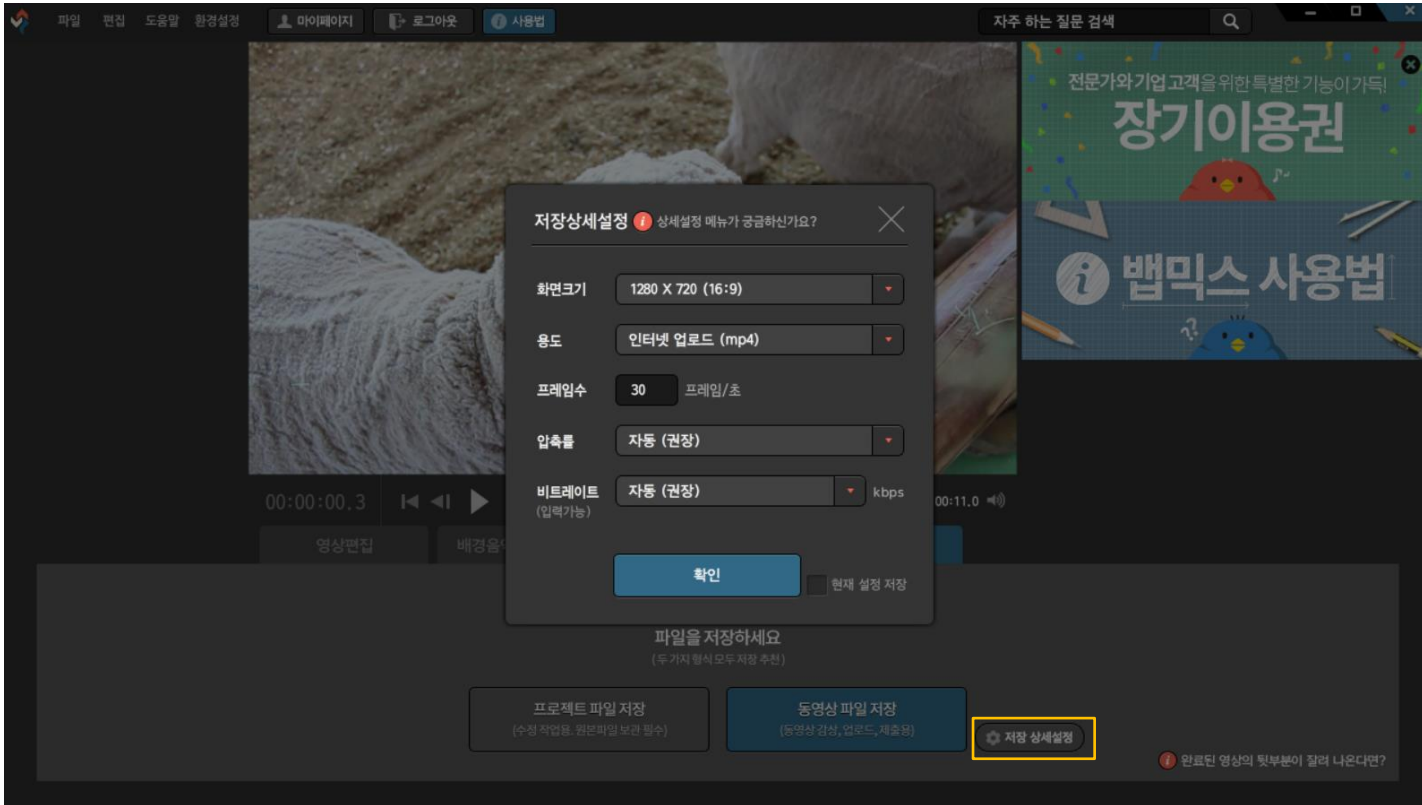 파일 편집 도움말 환경설정 마이페이지 로그아웃 사용법 자주 하는 질문 검색
전문가와 기업 고객을 위한 특별한 기능이 가득!
장기이용권
뱁믹스 사용법
저장상세설정 상세설정 메뉴가 궁금하신가요?
화면크기 1280 X 720 (16:9)
용도 인터넷 업로드 (mp4)
프레임수 30 프레임/초
압축률 자동 (권장)
비트레이트 자동 (권장) kbps
(입력가능)
확인 현재 설정 저장
00:00:00.3 00:11.0
영상편집 배경음
파일을 저장하세요
(두 가지 형식 모두 저장 추천)
프로젝트 파일 저장
(수정 작업용. 원본파일 보관 필수)
동영상 파일 저장
(동영상 감상, 업로드, 제출용)
저장 상세설정
완료된 영상의 뒷부분이 잘려 나온다면?